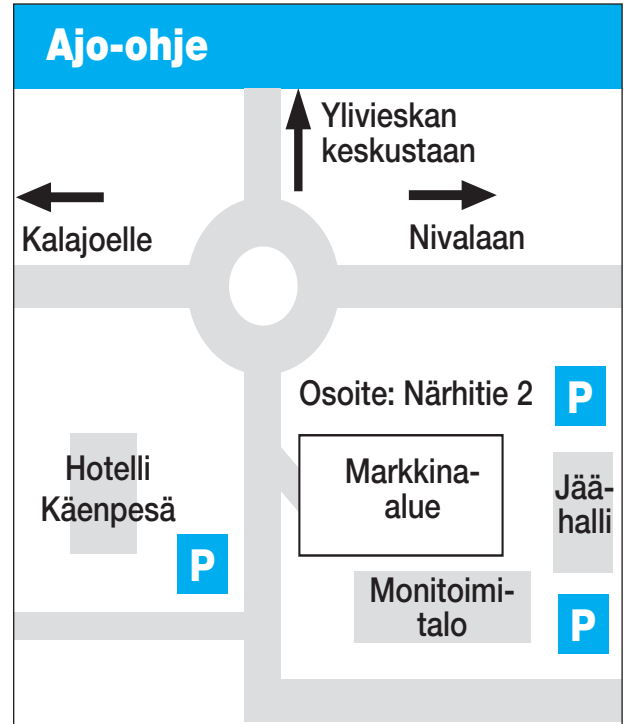 Ajo-ohje
Ylivieskan
keskustaan
Kalajoelle
Nivalaan
Osoite: Närhitie 2
P
Hotelli
Käenpesä
P
Markkina-
alue
Jää-
halli
Monitoimi-
talo
P